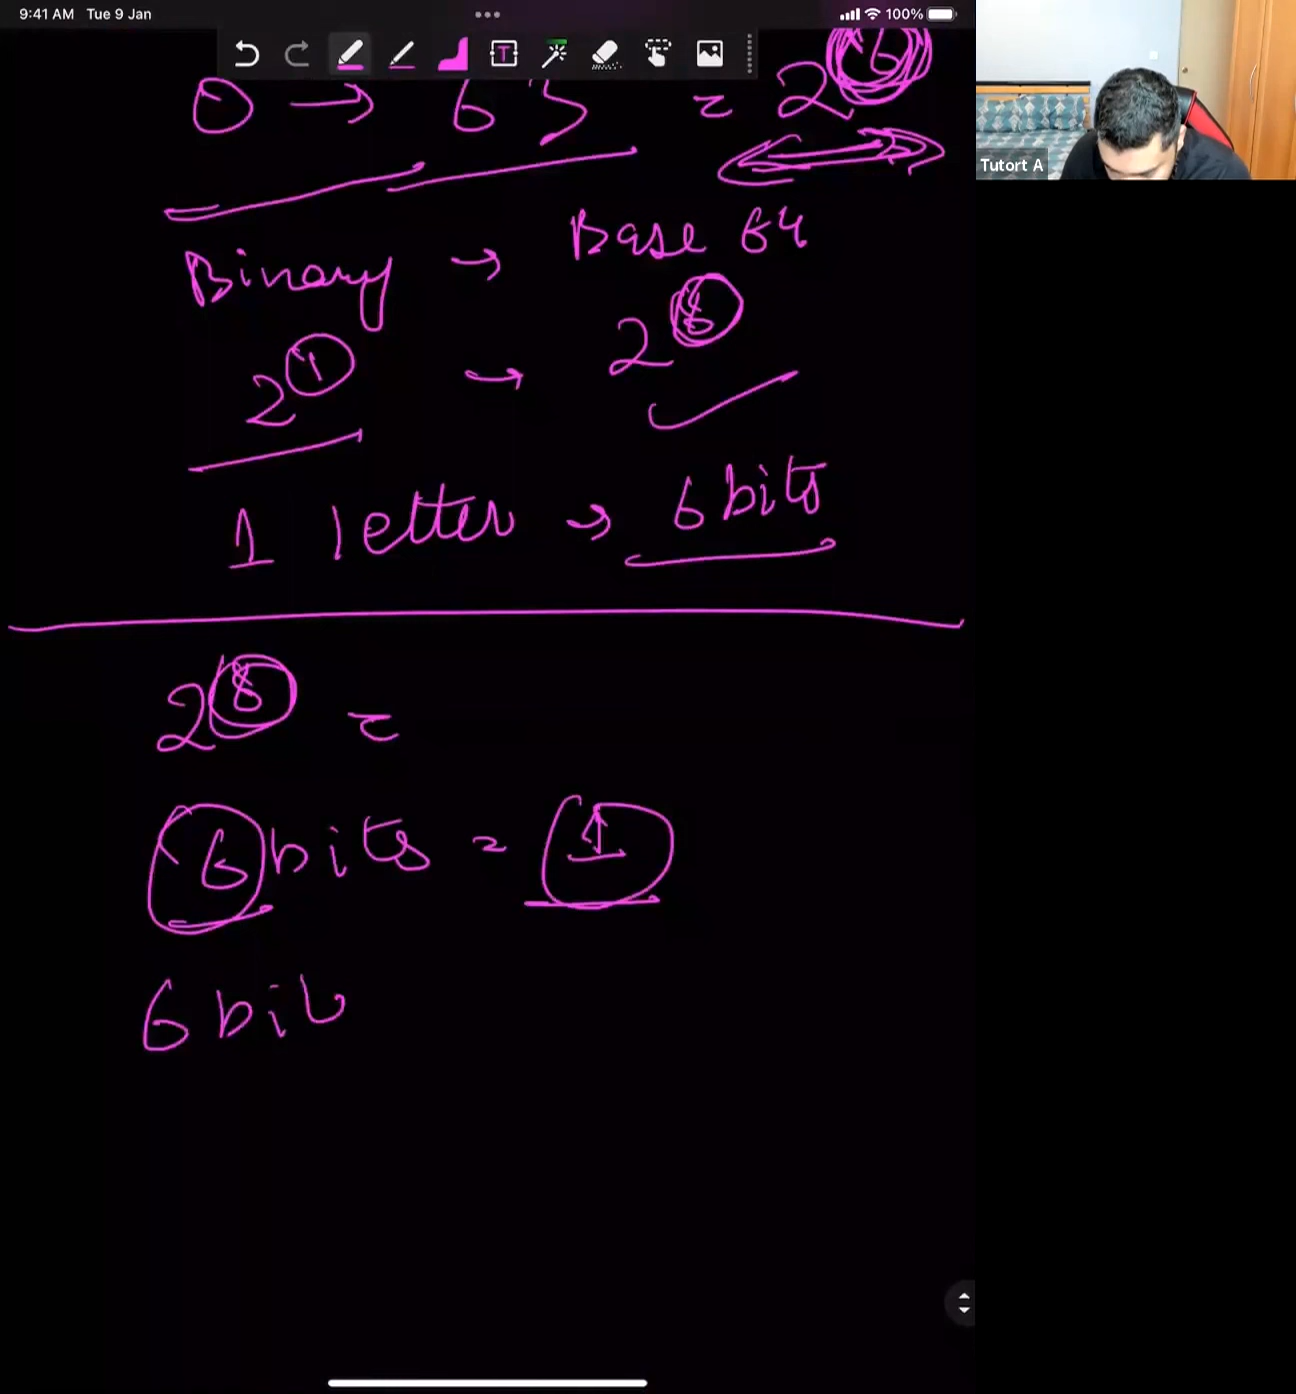 9:41 AM Tue 9 Jan
100%
T
0 → 63 = 2^6
Tutort A
Binary → Base 64
2^1 → 2^6
1 letter → 6 bits
2^8 =
6 bits = 1
6 bit